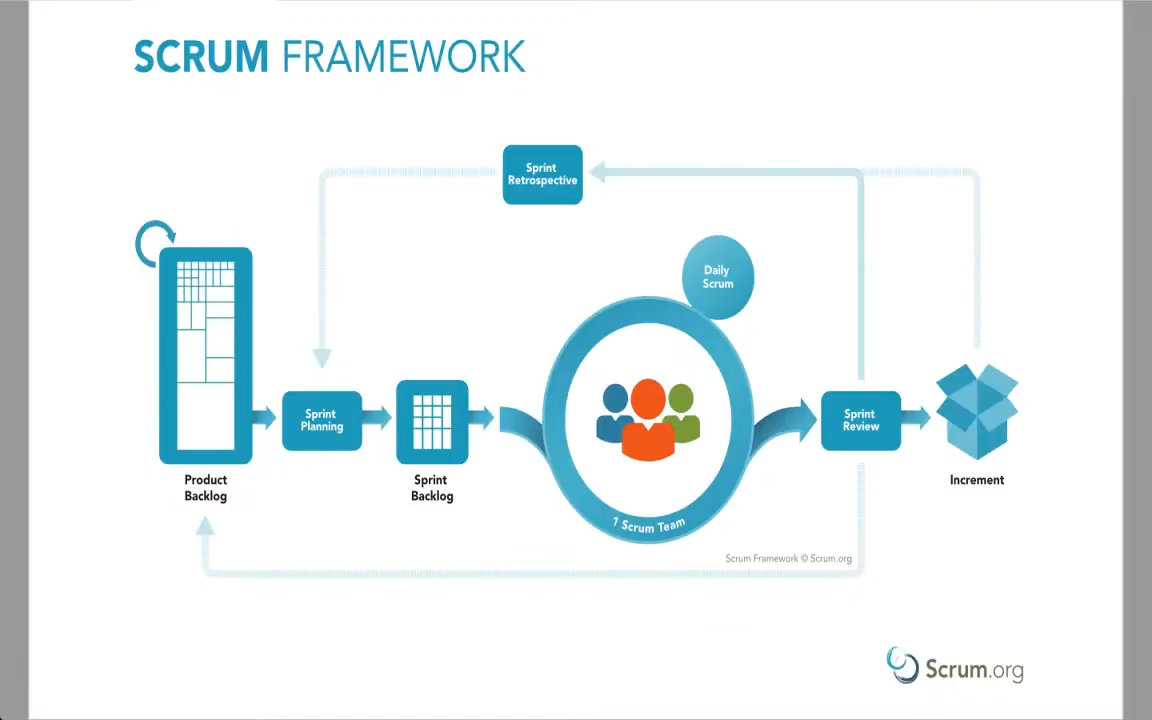 SCRUM FRAMEWORK
Sprint
Retrospective
Daily
Scrum
Sprint
Planning
Sprint
Review
Product
Backlog
Sprint
Backlog
1 Scrum Team
Increment
Scrum Framework © Scrum.org
Scrum.org